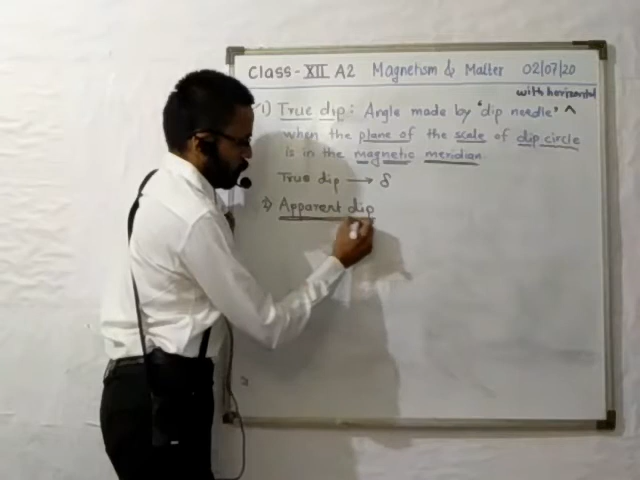 Class - XII A2 Magnetism & Matter 02/07/20
with horizontal
1) True dip: Angle made by 'dip needle' ^
when the plane of the scale of dip circle
is in the magnetic meridian.
True dip → δ
2) Apparent dip